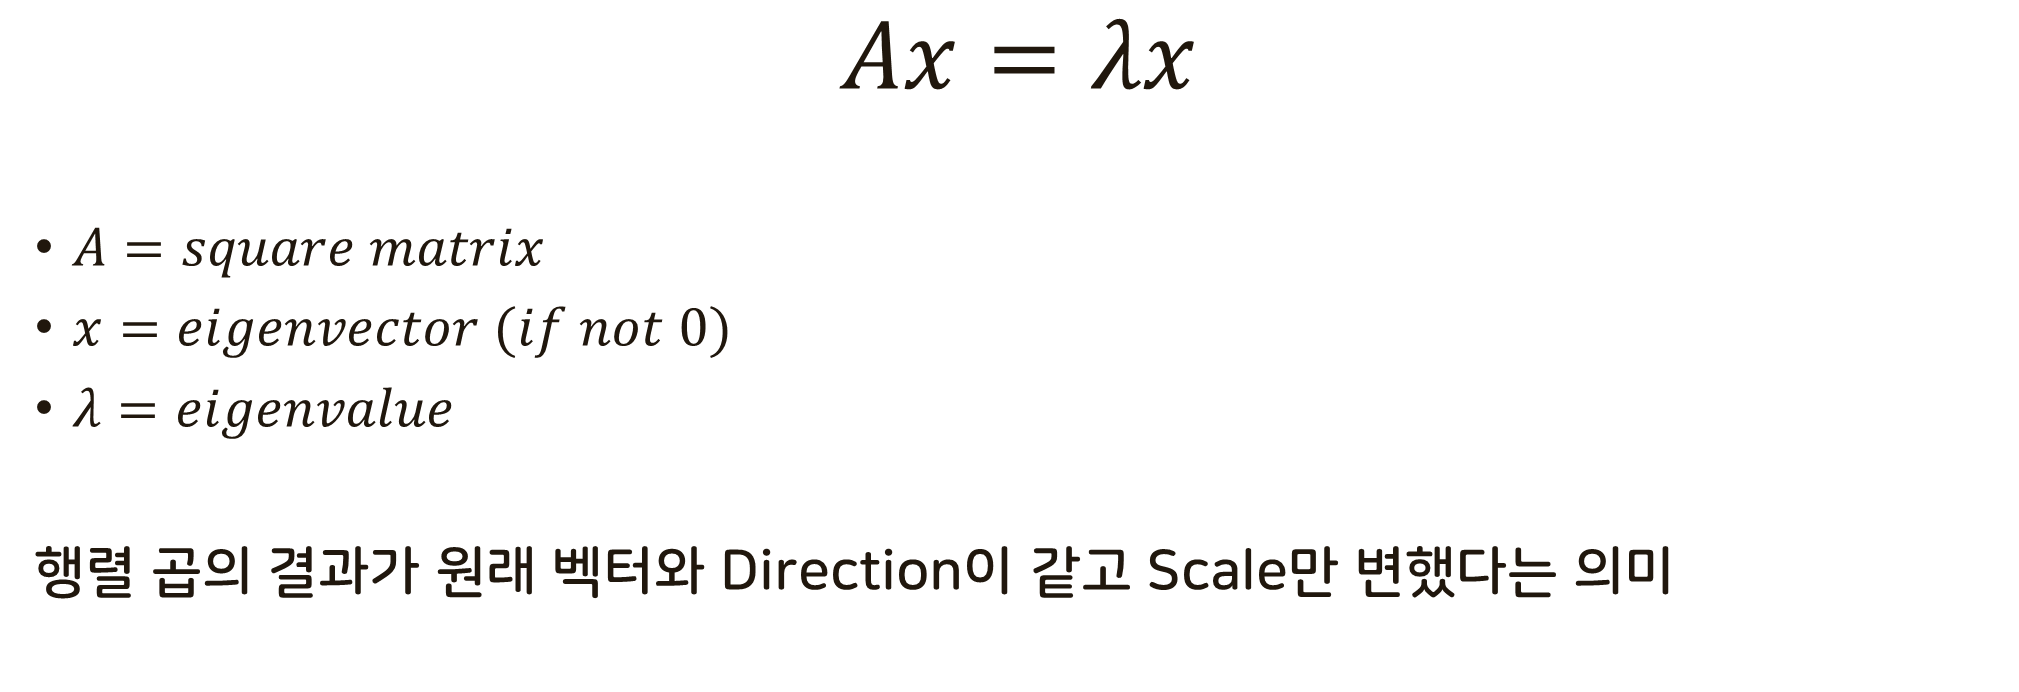 Ax = λx
• A = square matrix
• x = eigenvector (if not 0)
• λ = eigenvalue
행렬 곱의 결과가 원래 벡터와 Direction이 같고 Scale만 변했다는 의미